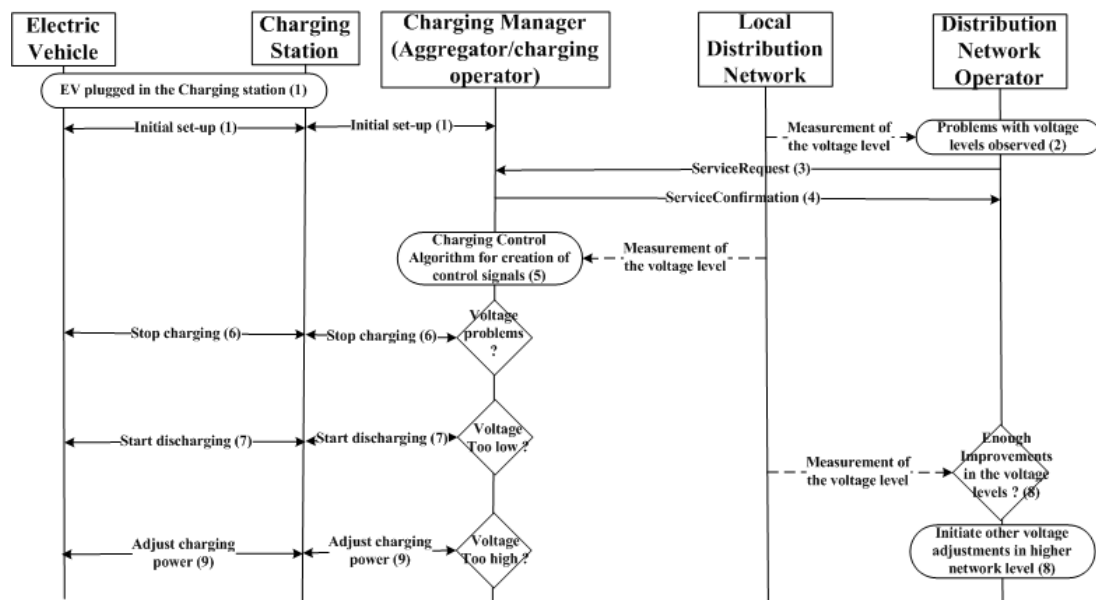 Electric
Vehicle
Charging
Station
Charging Manager
(Aggregator/charging
operator)
Local
Distribution
Network
Distribution
Network
Operator
EV plugged in the Charging station (1)
Initial set-up (1)
Initial set-up (1)
Measurement of
the voltage level
Problems with voltage
levels observed (2)
ServiceRequest (3)
ServiceConfirmation (4)
Charging Control
Algorithm for creation of
control signals (5)
Measurement of
the voltage level
Stop charging (6)
Stop charging (6)
Voltage
problems
?
Start discharging (7)
Start discharging (7)
Voltage
Too low ?
Measurement of
the voltage level
Enough
Improvements
in the voltage
levels ? (8)
Adjust charging
power (9)
Adjust charging
power (9)
Voltage
Too high ?
Initiate other voltage
adjustments in higher
network level (8)